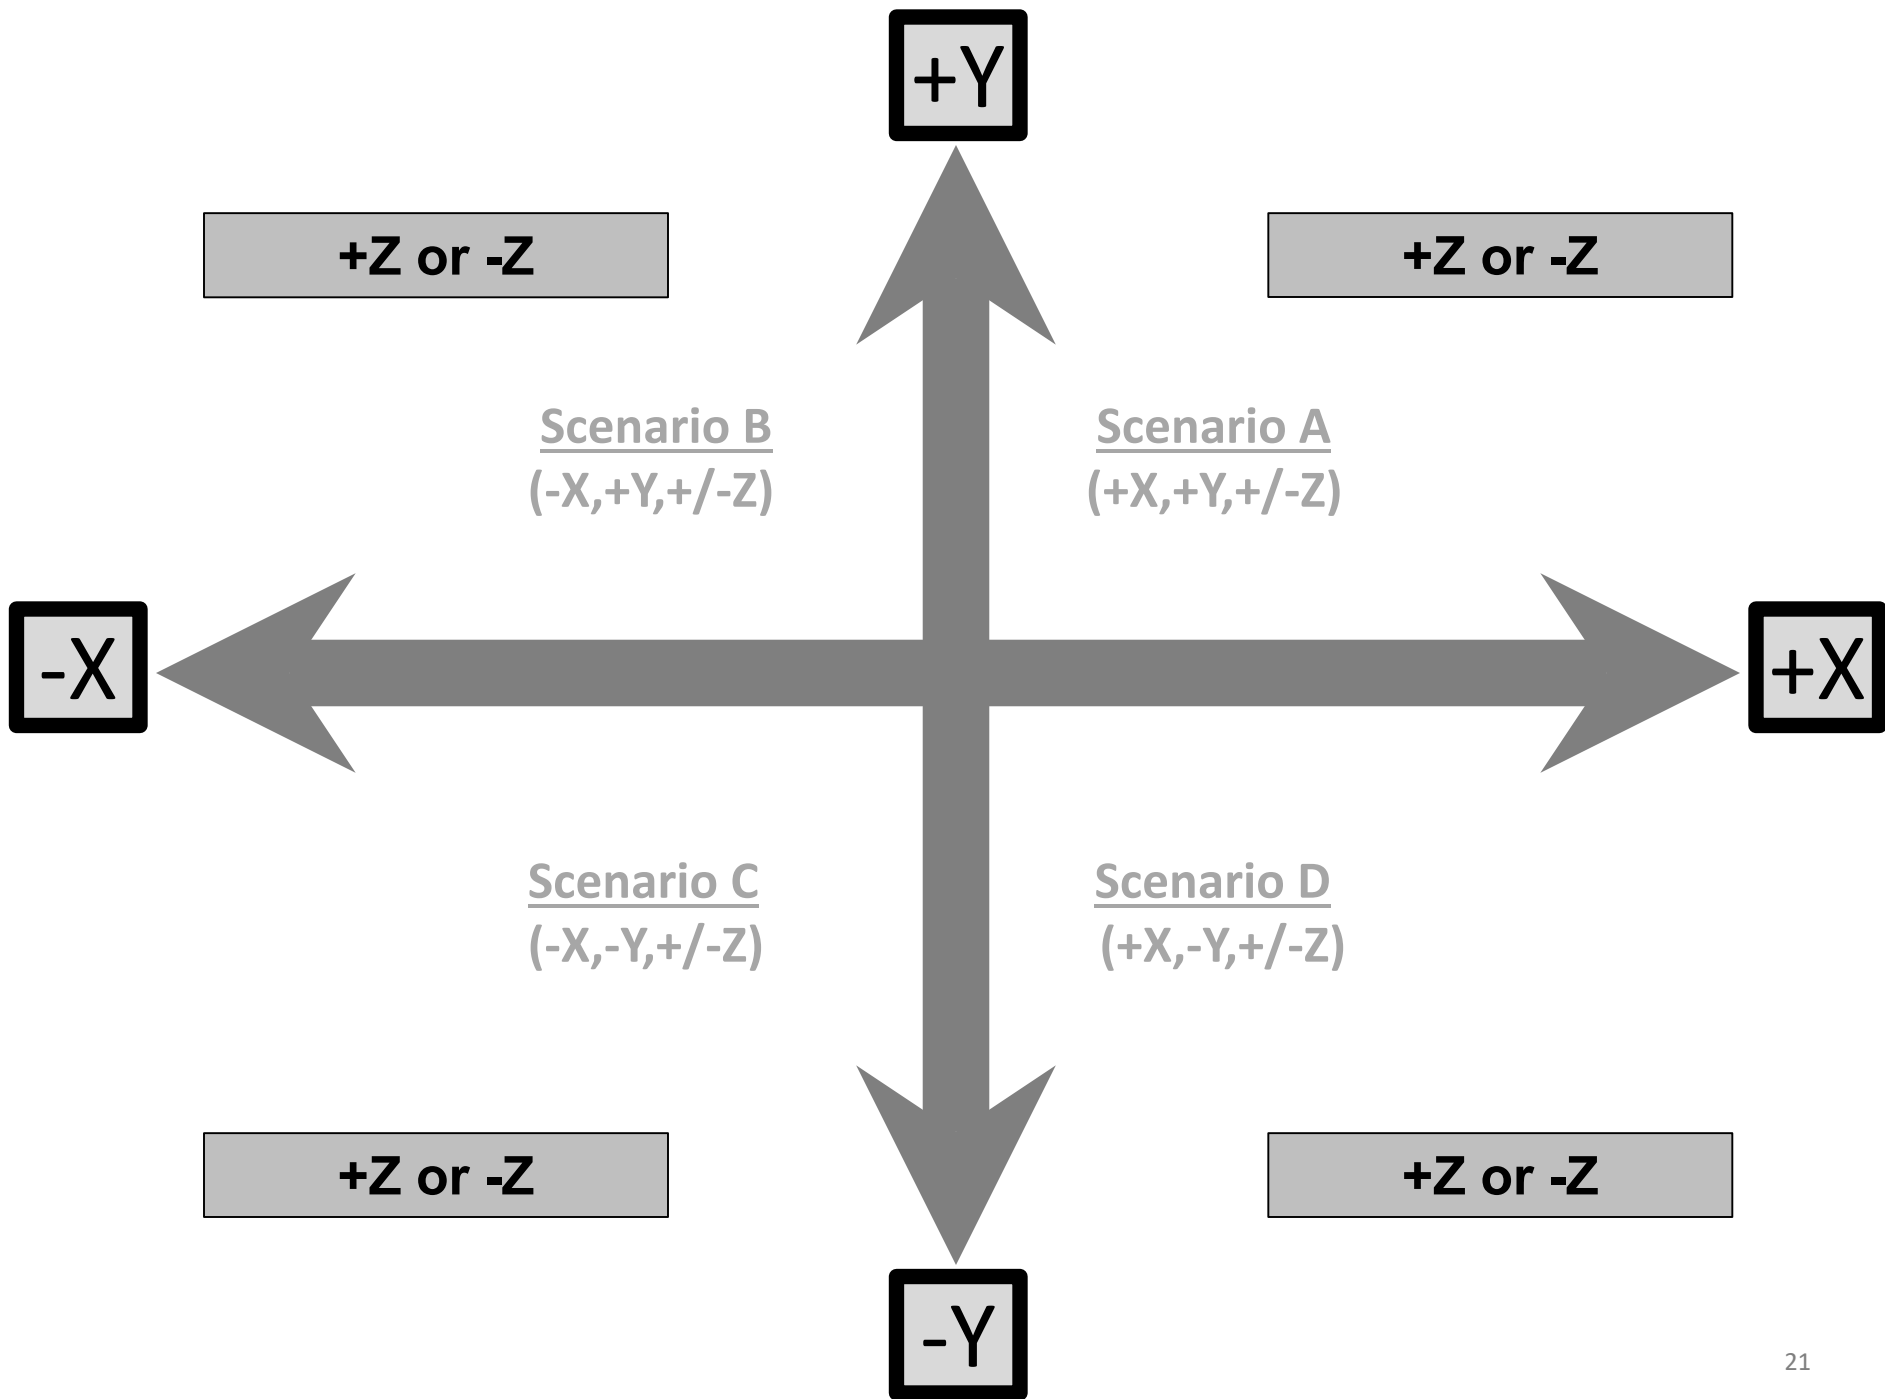 +Y
+Z or -Z
+Z or -Z
Scenario B
(-X,+Y,+/-Z)
Scenario A
(+X,+Y,+/-Z)
-X
+X
Scenario C
(-X,-Y,+/-Z)
Scenario D
(+X,-Y,+/-Z)
+Z or -Z
+Z or -Z
-Y
21